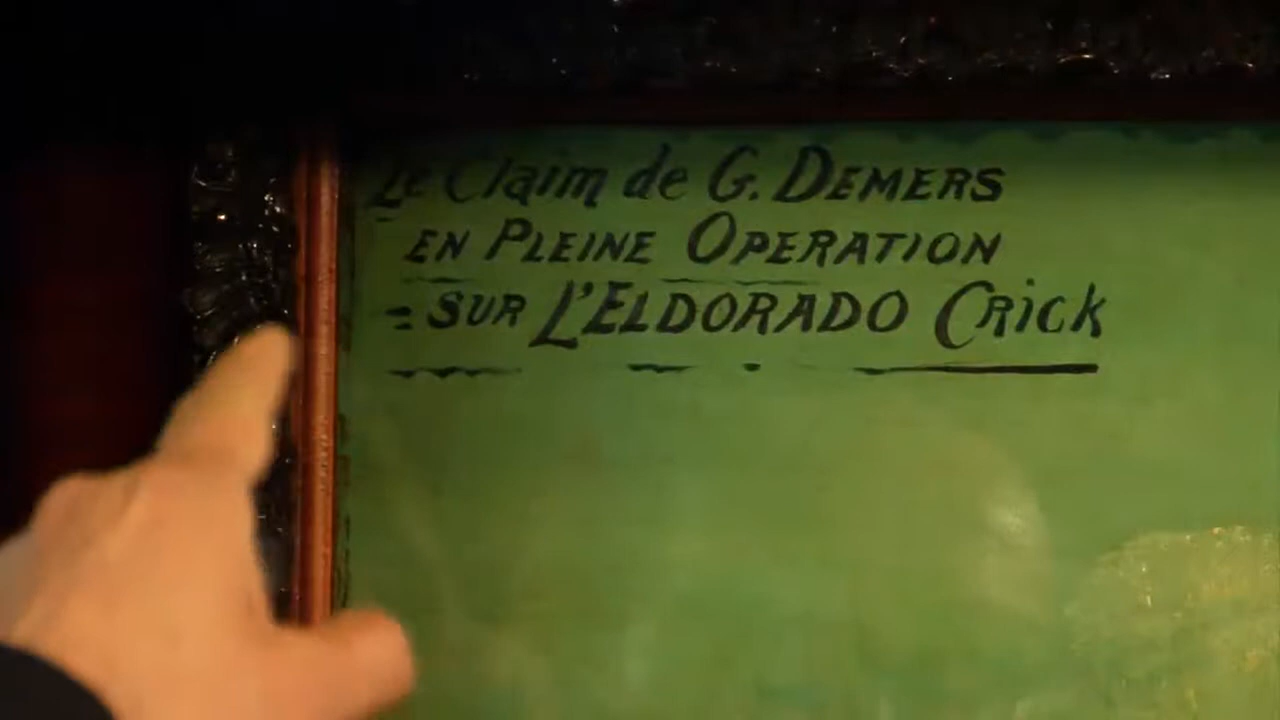 Le Claim de G. DEMERS
EN PLEINE OPERATION
- SUR L'ELDORADO CRicK